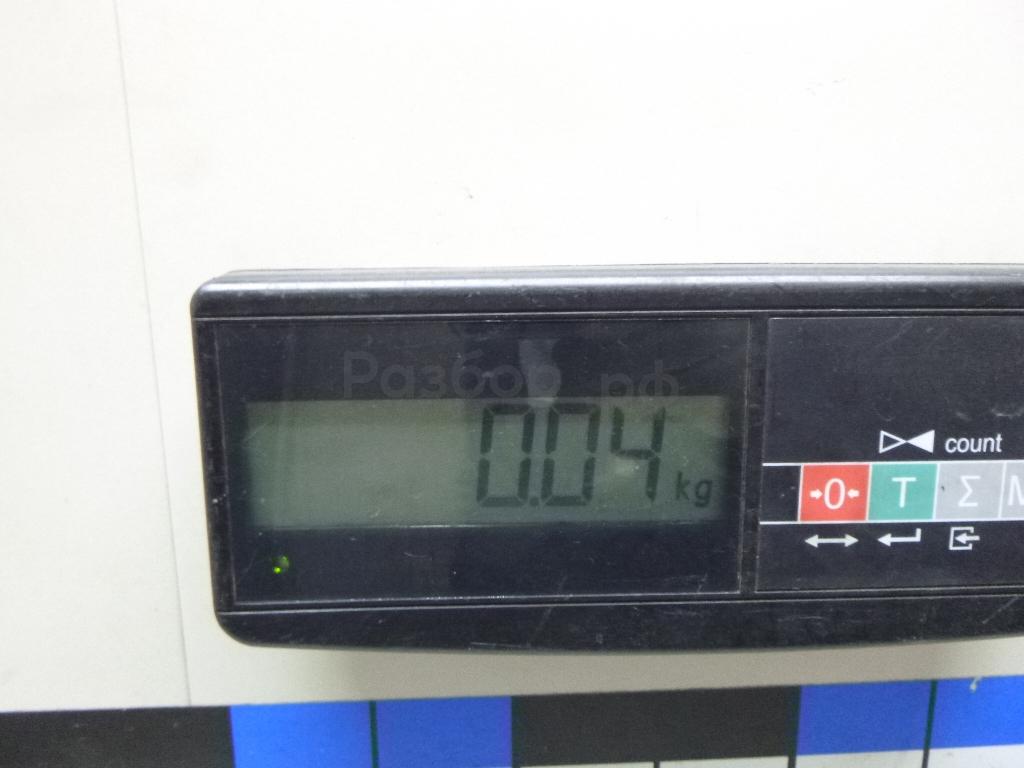 Разбор.рф
0.04 kg
count
→0← T Σ M